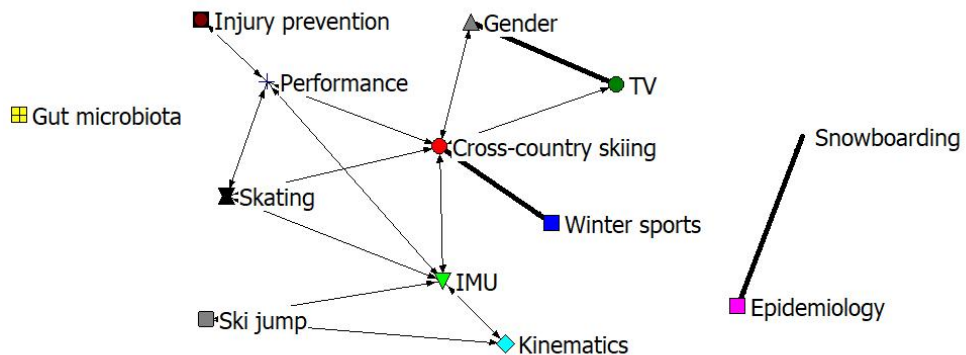 Injury prevention
Gender
Performance
TV
Gut microbiota
Snowboarding
Cross-country skiing
Skating
Winter sports
IMU
Epidemiology
Ski jump
Kinematics